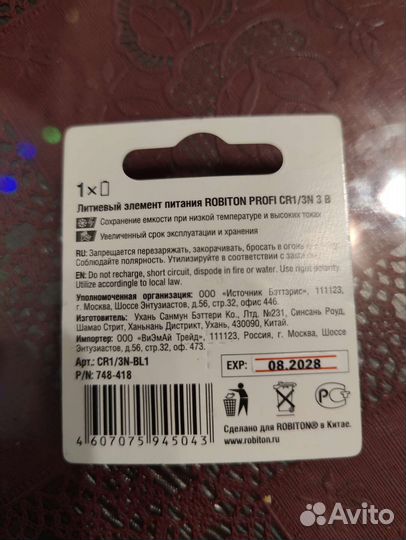 1×
Литиевый элемент питания ROBITON PROFI CR1/3N 3 В
Сохранение емкости при низкой температуре и высоких токах
Увеличенный срок эксплуатации и хранения
RU: Запрещается перезаряжать, закорачивать, бросать в огонь
Соблюдайте полярность. Утилизируйте в соответствии с
EN: Do not recharge, short circuit, dispode in fire or water. Use rigat polarity.
Utilize accordingle to local law.
Уполномоченная организация: ООО «Источник Бэттэрис», 111123,
г. Москва, Шоссе Энтузиастов, д.56, стр.32, офис 446.
Изготовитель: Ухань Санмун Бэттери Ко., Лтд. №231, Синсань Роуд,
Шамао Стрит, Ханьнань Дистрикт, Ухань, 430090, Китай.
Импортер: ООО «ВиЭмАй Трейд», 111123, Россия, г. Москва, Шоссе
Энтузиастов, д.56, стр.32, оф. 473.
Арт.: CR1/3N-BL1
P/N: 748-418
EXP: 08.2028
4 607075 945043
Сделано для ROBITON® в Китае.
www.robiton.ru
Avito